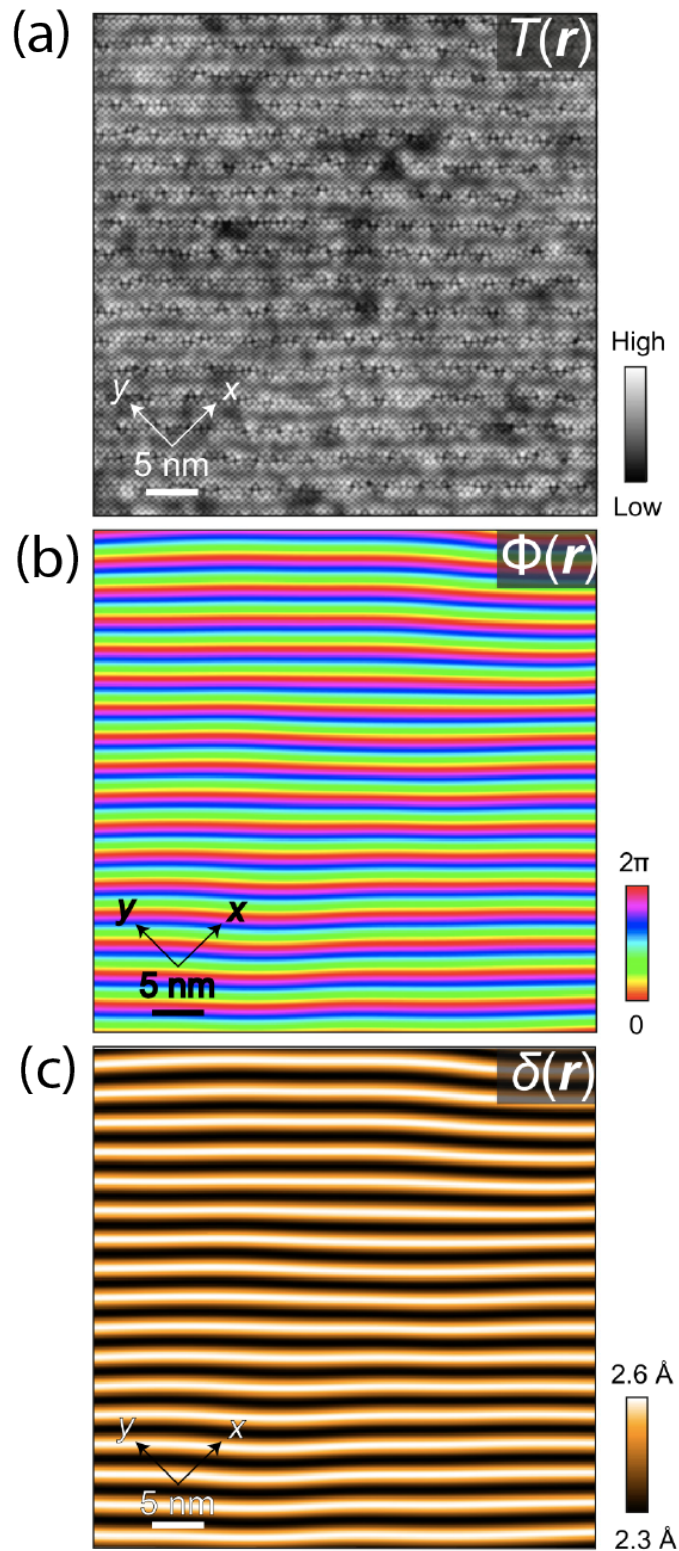 (a)
T(r)
y
x
5 nm
High
Low
(b)
Φ(r)
y
x
5 nm
2π
0
(c)
δ(r)
y
x
5 nm
2.6 Å
2.3 Å